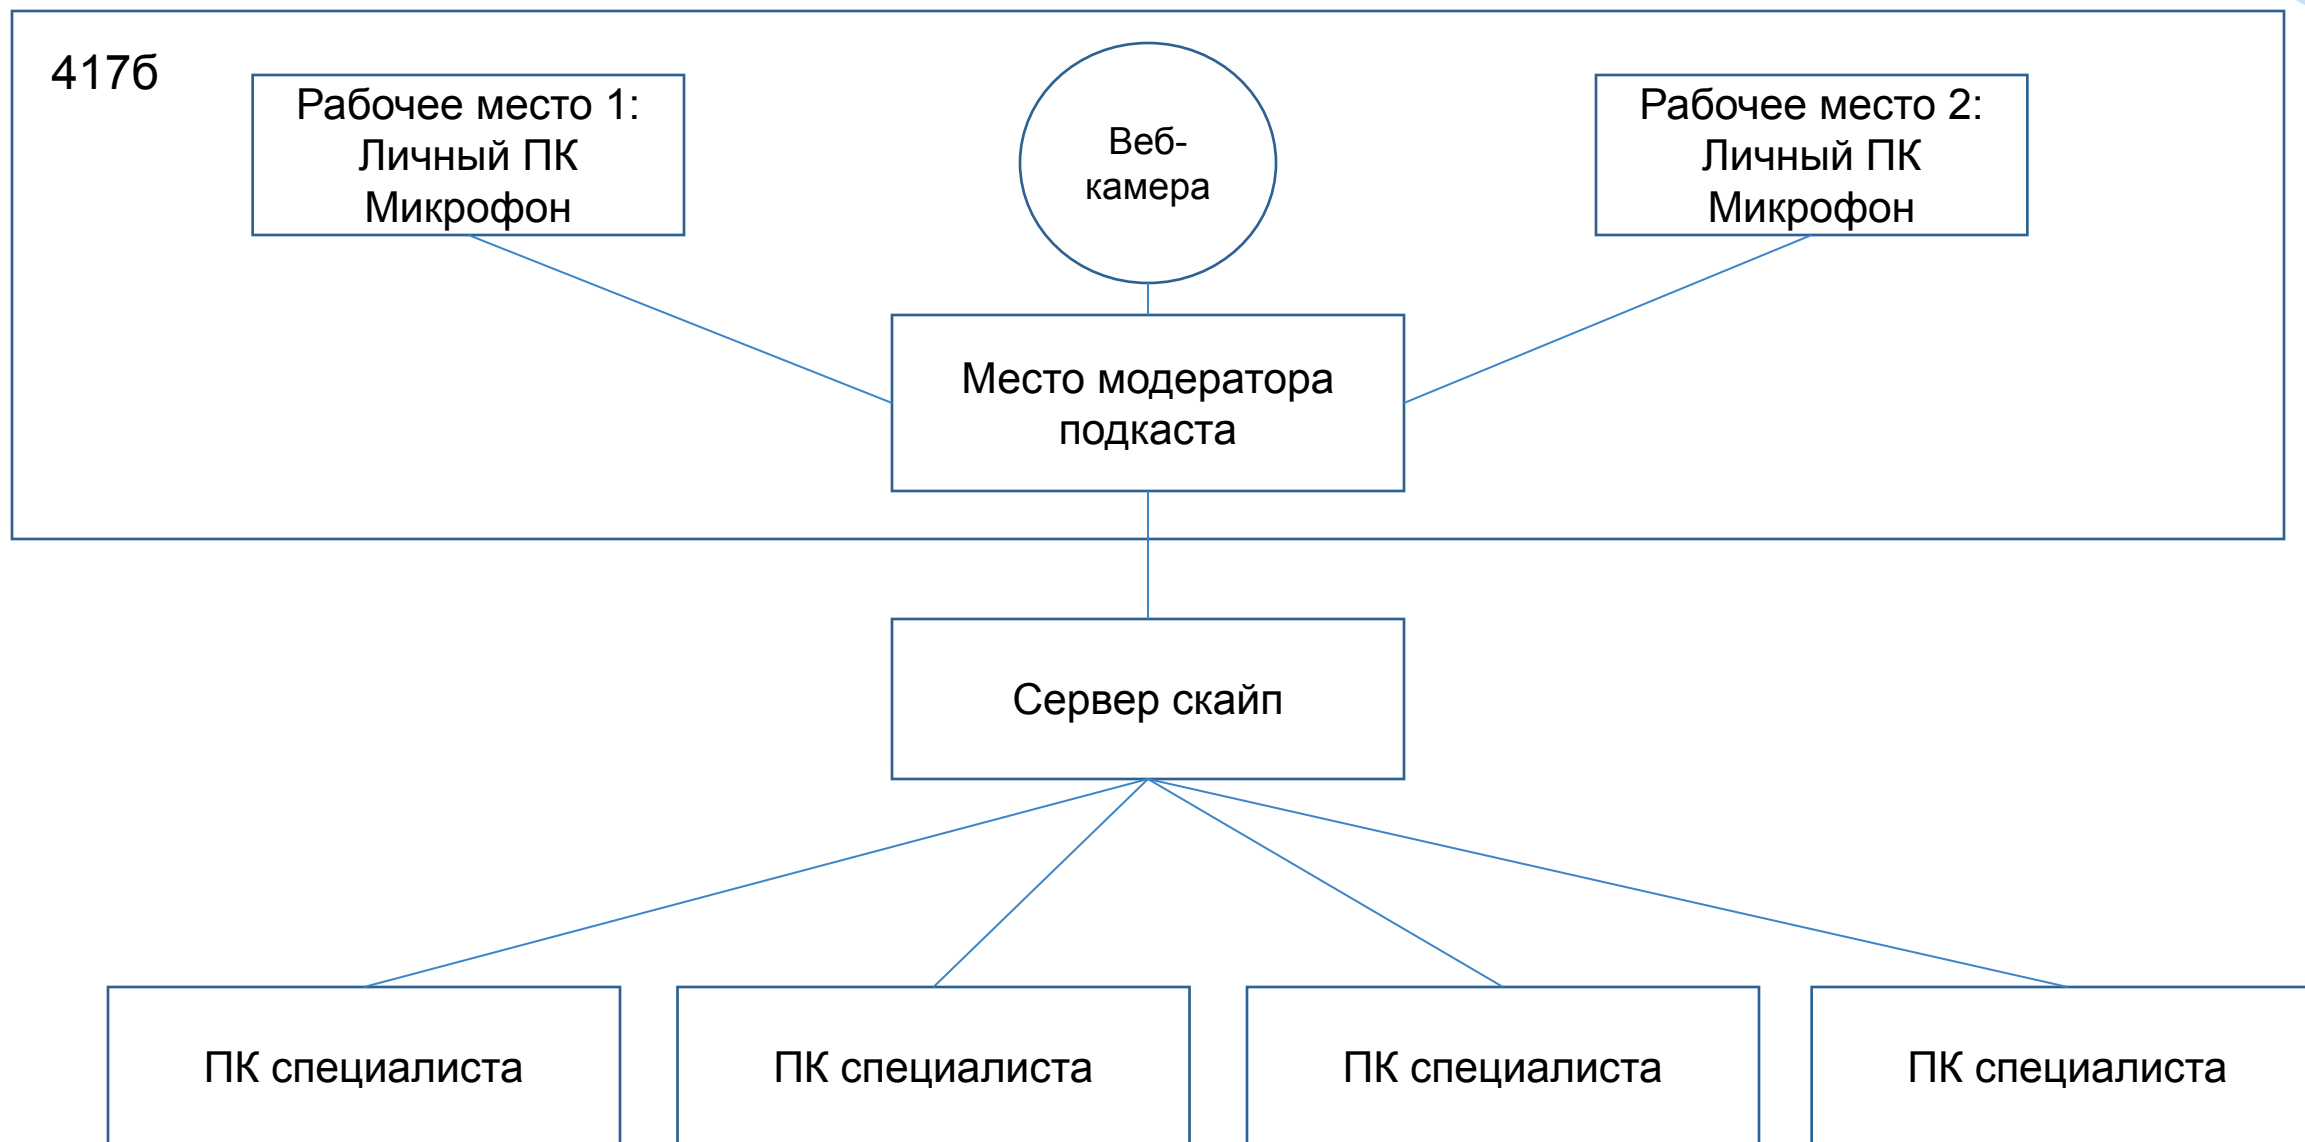 417б
Рабочее место 1:
Личный ПК
Микрофон
Веб-
камера
Рабочее место 2:
Личный ПК
Микрофон
Место модератора
подкаста
Сервер скайп
ПК специалиста
ПК специалиста
ПК специалиста
ПК специалиста